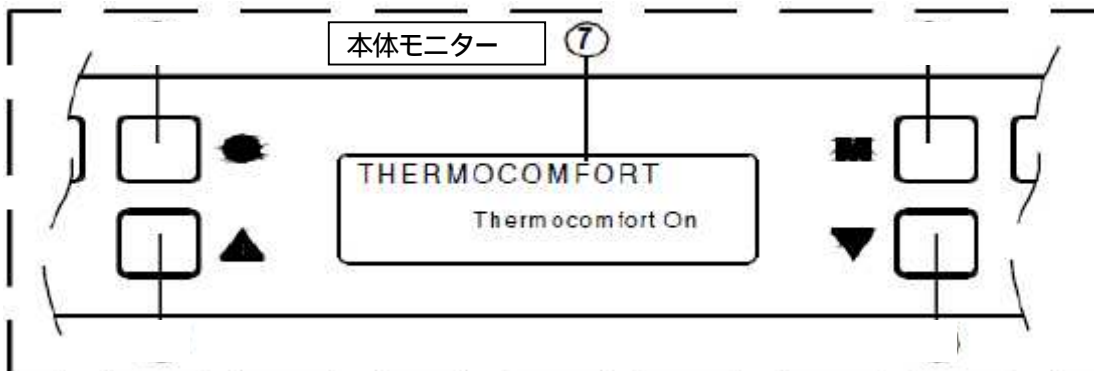 本体モニター
7
THERMOCOMFORT
Thermocomfort On